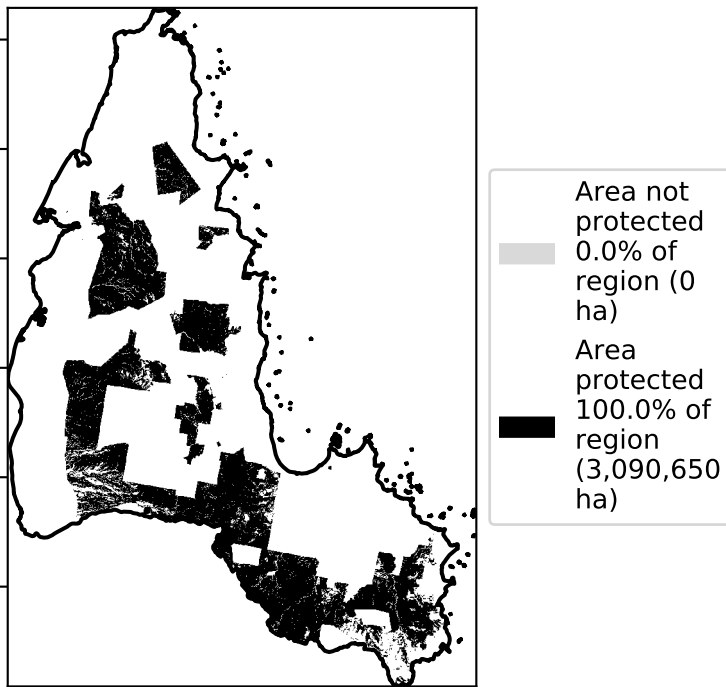 Area not
protected
0.0% of
region (0
ha)
Area
protected
100.0% of
region
(3,090,650
ha)